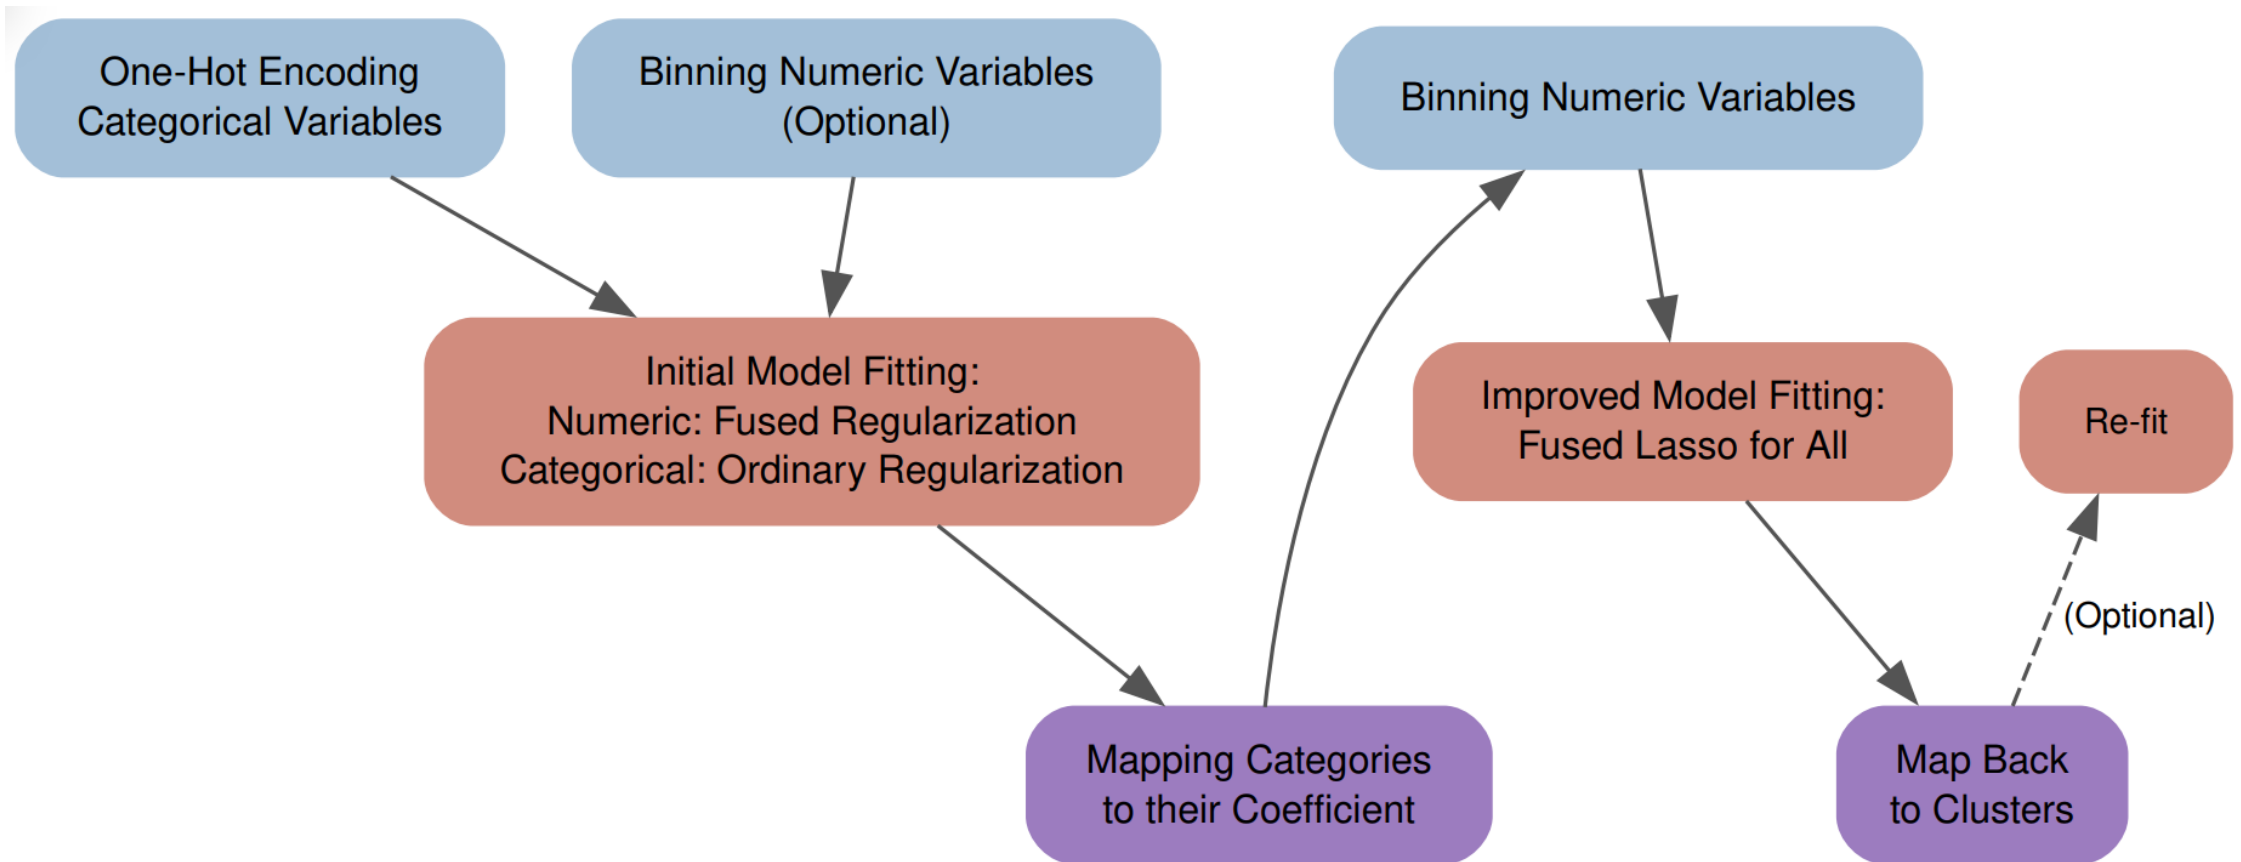 One-Hot Encoding
Categorical Variables
Binning Numeric Variables
(Optional)
Binning Numeric Variables
Initial Model Fitting:
Numeric: Fused Regularization
Categorical: Ordinary Regularization
Improved Model Fitting:
Fused Lasso for All
Re-fit
(Optional)
Mapping Categories
to their Coefficient
Map Back
to Clusters